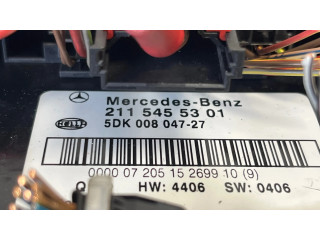 Mercedes-Benz
211 545 53 01
HELLA
5DK 008 047-27
0000 07 205 15 2699 10 (9)
Q
HW: 4406 SW: 0406